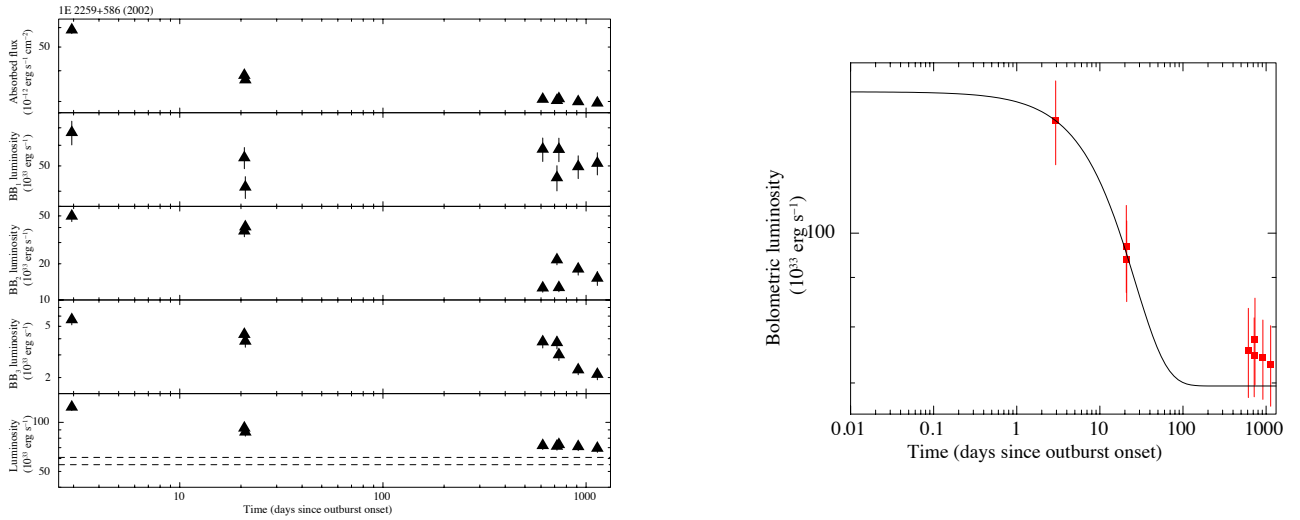 1E 2259+586 (2002)
Absorbed flux
(10⁻¹² erg s⁻¹ cm⁻²)
50
BB₁ luminosity
(10³³ erg s⁻¹)
50
BB₂ luminosity
(10³³ erg s⁻¹)
50
20
10
BB₃ luminosity
(10³³ erg s⁻¹)
5
2
Luminosity
(10³³ erg s⁻¹)
100
50
10
100
1000
Time (days since outburst onset)
Bolometric luminosity
(10³³ erg s⁻¹)
100
0.01
0.1
1
10
100
1000
Time (days since outburst onset)